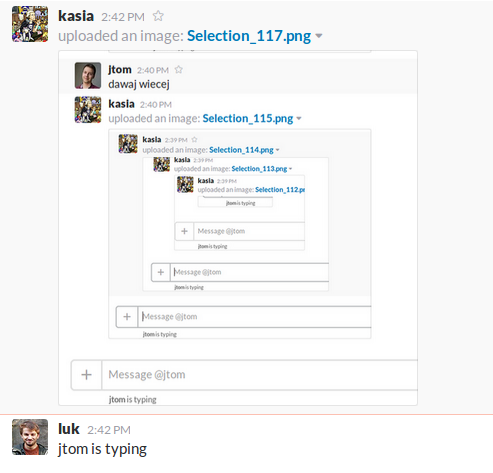 kasia 2:42 PM
uploaded an image: Selection_117.png
jtom 2:40 PM
dawaj wiecej
kasia 2:40 PM
uploaded an image: Selection_115.png
kasia 2:39 PM
uploaded an image: Selection_114.png
kasia 2:39 PM
uploaded an image: Selection_113.png
kasia 2:39 PM
uploaded an image: Selection_112.p
jtom is typing
+ Message @jtom
jtom is typing
+ Message @jtom
jtom is typing
+ Message @jtom
jtom is typing
+ Message @jtom
jtom is typing
luk 2:42 PM
jtom is typing